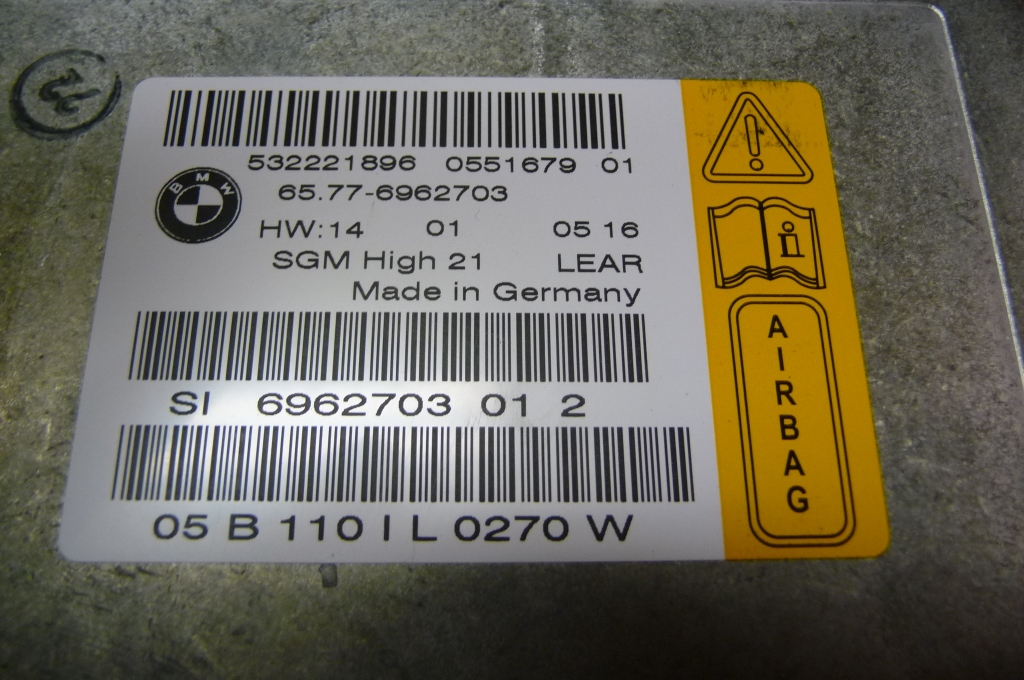 532221896 0551679 01
BMW
65.77-6962703
HW:14 01 05 16
SGM High 21 LEAR
Made in Germany
SI 6962703 01 2
05 B 110 I L 0270 W
i
AIRBAG